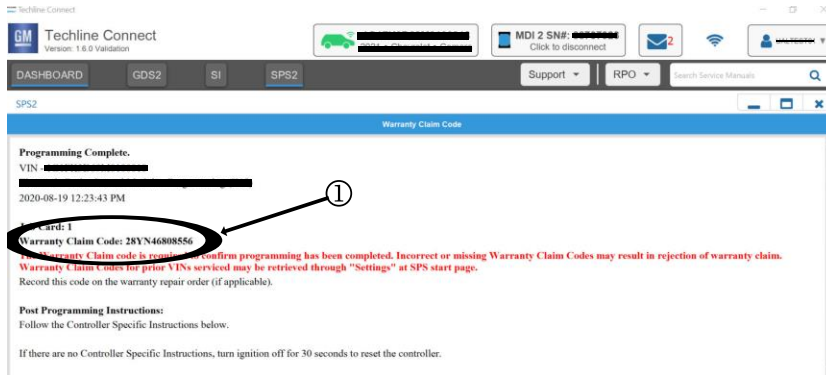 Techline Connect
GM Techline Connect
Version: 1.6.0 Validation
MDI 2 SN#:
Click to disconnect
2
DASHBOARD GDS2 SI SPS2 Support RPO Search Service Manuals
SPS2
Warranty Claim Code
Programming Complete.
VIN -
2020-08-19 12:23:43 PM
①
Card: 1
Warranty Claim Code: 28YN46808556
Warranty Claim code is required to confirm programming has been completed. Incorrect or missing Warranty Claim Codes may result in rejection of warranty claim.
Warranty Claim Codes for prior VINs serviced may be retrieved through "Settings" at SPS start page.
Record this code on the warranty repair order (if applicable).
Post Programming Instructions:
Follow the Controller Specific Instructions below.
If there are no Controller Specific Instructions, turn ignition off for 30 seconds to reset the controller.